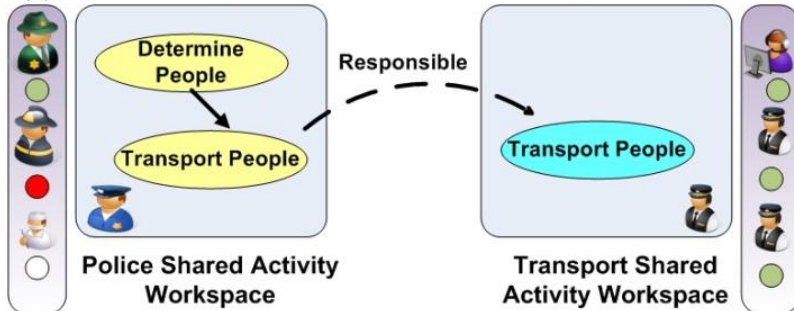 Determine
People
Responsible
Transport People
Transport People
Police Shared Activity
Workspace
Transport Shared
Activity Workspace